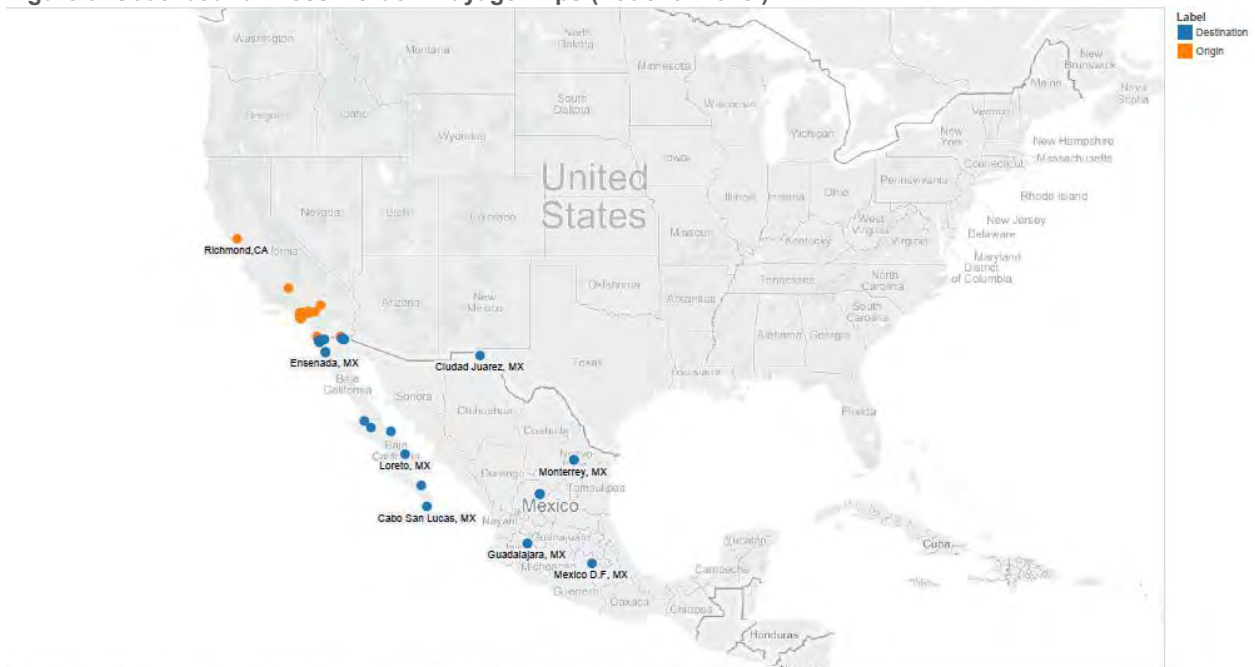 Label
Destination
Origin
Washington
Montana
North
Dakota
Minnesota
Maine
New
Brunswick
Nova
Scotia
Oregon
Idaho
South
Dakota
Wisconsin
Michigan
Vermont
New
York
New Hampshire
Massachusetts
Connecticut
Rhode Island
Wyoming
Iowa
Pennsylvania
Nevada
Utah
Colorado
United
States
Illinois
Indiana
Ohio
New Jersey
Delaware
Maryland
District
of Columbia
West
Virginia
Virginia
Missouri
Kentucky
Richmond,CA
Arizona
New
Mexico
Oklahoma
Arkansas
Tennessee
North
Carolina
South
Carolina
Alabama
Georgia
Texas
Louisiana
Florida
Ensenada, MX
Ciudad Juarez, MX
Baja
California
Sonora
Chihuahua
Coahuila
Baja
Loreto, MX
Durango
Nuevo
Monterrey, MX
Tamaulipas
Mexico
Cabo San Lucas, MX
Nayarit
Guanajuato
Guadalajara, MX
Michoacan
Mexico D.F, MX
Guerrero
Oaxaca
Chiapas
Campeche
Yucatán
Cuba
Honduras